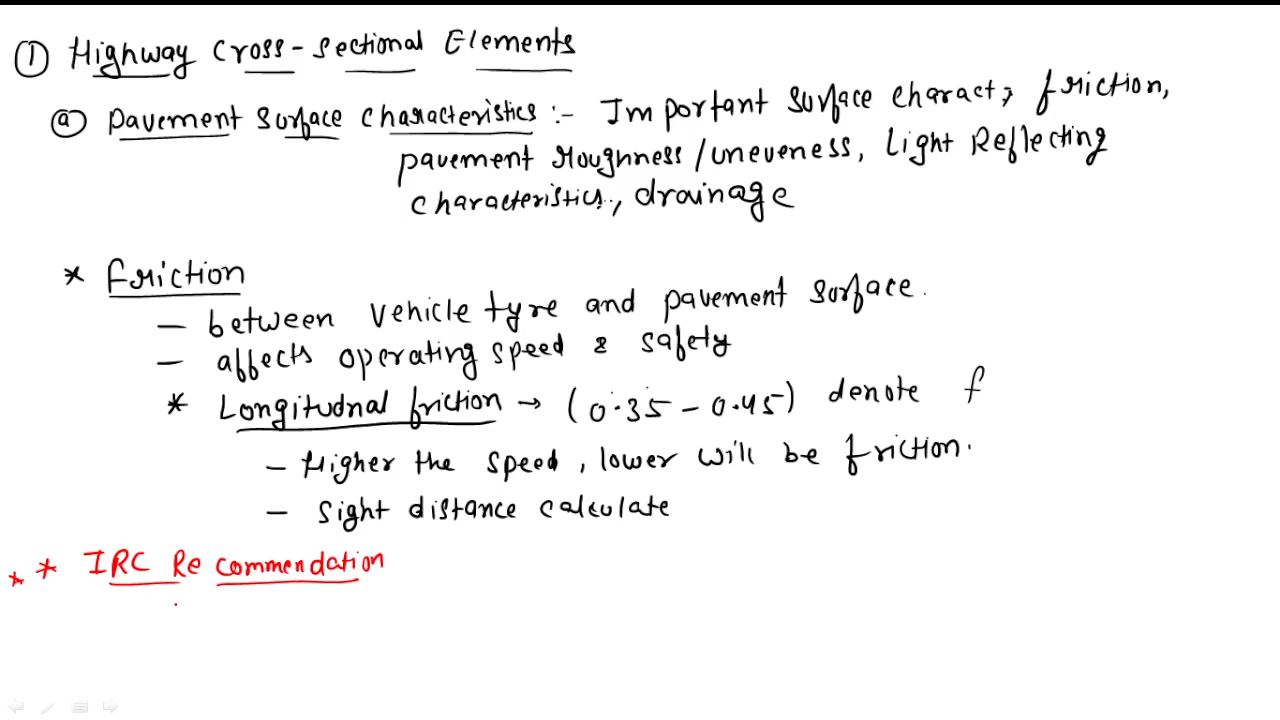 ① Highway Cross-Sectional Elements
ⓐ Pavement Surface Characteristics :- Important surface charact, friction,
pavement roughness/uneveness, Light Reflecting
characteristics, drainage
* Friction
- between vehicle tyre and pavement surface.
- affects operating speed & safety
* Longitudnal friction → (0.35 - 0.45) denote f
- Higher the speed, lower will be friction.
- Sight distance calculate
* * IRC Recommendation